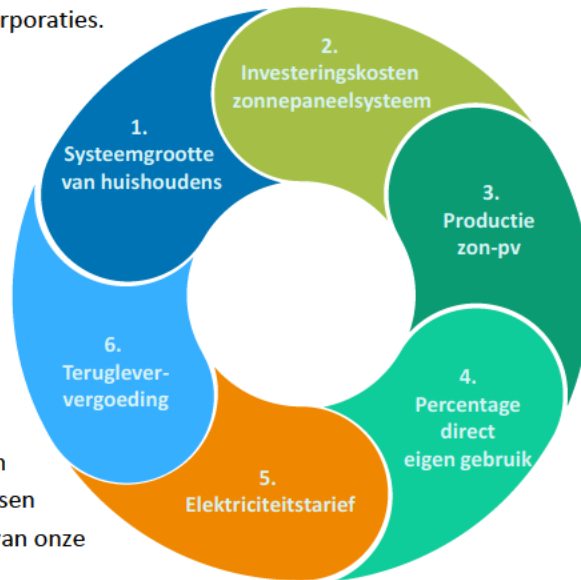 rporaties.
2.
Investeringskosten
zonnepaneelsysteem
1.
Systeemgrootte
van huishoudens
3.
Productie
zon-pv
6.
Teruglever-
vergoeding
4.
Percentage
direct
eigen gebruik
5.
Elektriciteitstarief
n
sen
van onze